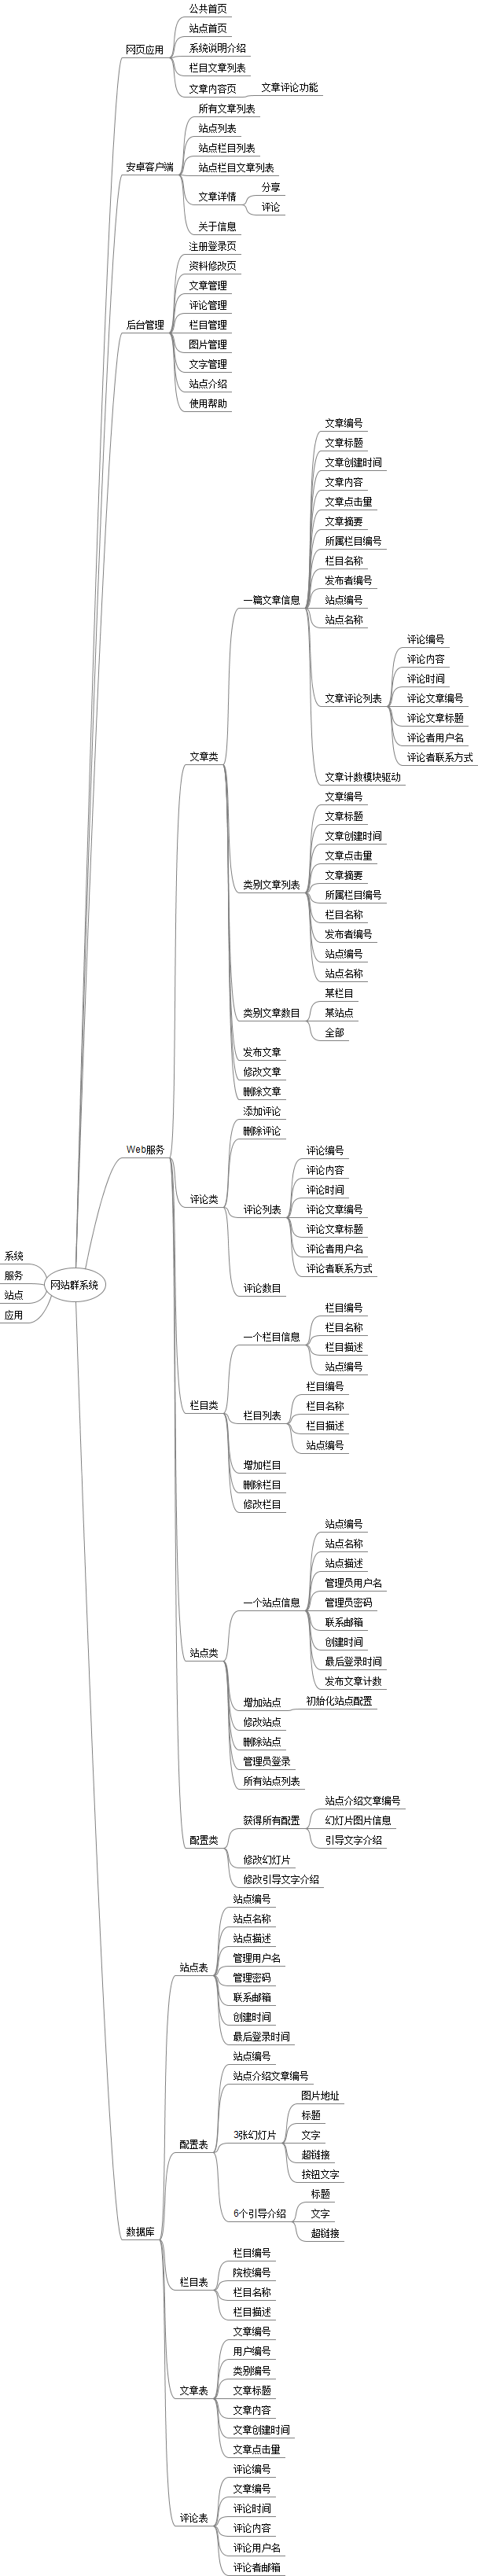 公共首页
站点首页
网页应用
系统说明介绍
栏目文章列表
文章内容页
文章评论功能
所有文章列表
站点列表
站点栏目列表
安卓客户端
站点栏目文章列表
分享
文章详情
评论
关于信息
注册登录页
资料修改页
文章管理
评论管理
后台管理
栏目管理
图片管理
文字管理
站点介绍
使用帮助
文章编号
文章标题
文章创建时间
文章内容
文章点击量
文章摘要
所属栏目编号
栏目名称
发布者编号
一篇文章信息
站点编号
站点名称
评论编号
评论内容
评论时间
文章评论列表
评论文章编号
评论文章标题
评论者用户名
评论者联系方式
文章类
文章计数模块驱动
文章编号
文章标题
文章创建时间
文章点击量
文章摘要
类别文章列表
所属栏目编号
栏目名称
发布者编号
站点编号
站点名称
某栏目
类别文章数目
某站点
全部
发布文章
修改文章
删除文章
添加评论
删除评论
Web服务
评论编号
评论内容
评论时间
评论类
评论列表
评论文章编号
评论文章标题
评论者用户名
评论者联系方式
评论数目
系统
服务
站点
应用
网站群系统
栏目编号
栏目名称
一个栏目信息
栏目描述
站点编号
栏目编号
栏目类
栏目名称
栏目列表
栏目描述
站点编号
增加栏目
删除栏目
修改栏目
站点编号
站点名称
站点描述
管理员用户名
一个站点信息
管理员密码
联系邮箱
创建时间
站点类
最后登录时间
发布文章计数
增加站点
初始化站点配置
修改站点
删除站点
管理员登录
所有站点列表
站点介绍文章编号
获得所有配置
幻灯片图片信息
配置类
引导文字介绍
修改幻灯片
修改引导文字介绍
站点编号
站点名称
站点描述
管理用户名
站点表
管理密码
联系邮箱
创建时间
最后登录时间
站点编号
站点介绍文章编号
图片地址
标题
3张幻灯片
文字
配置表
超链接
按钮文字
标题
6个引导介绍
文字
超链接
数据库
栏目编号
院校编号
栏目表
栏目名称
栏目描述
文章编号
用户编号
类别编号
文章表
文章标题
文章内容
文章创建时间
文章点击量
评论编号
文章编号
评论时间
评论表
评论内容
评论用户名
评论者邮箱